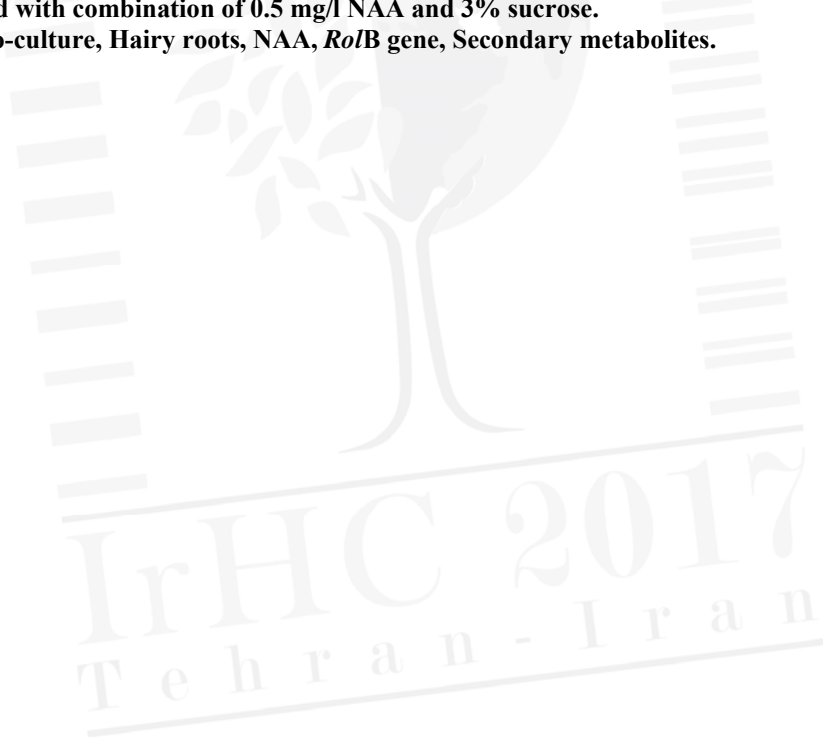 d with combination of 0.5 mg/l NAA and 3% sucrose.
o-culture, Hairy roots, NAA, RolB gene, Secondary metabolites.
IrHC 2017
Tehran - Iran